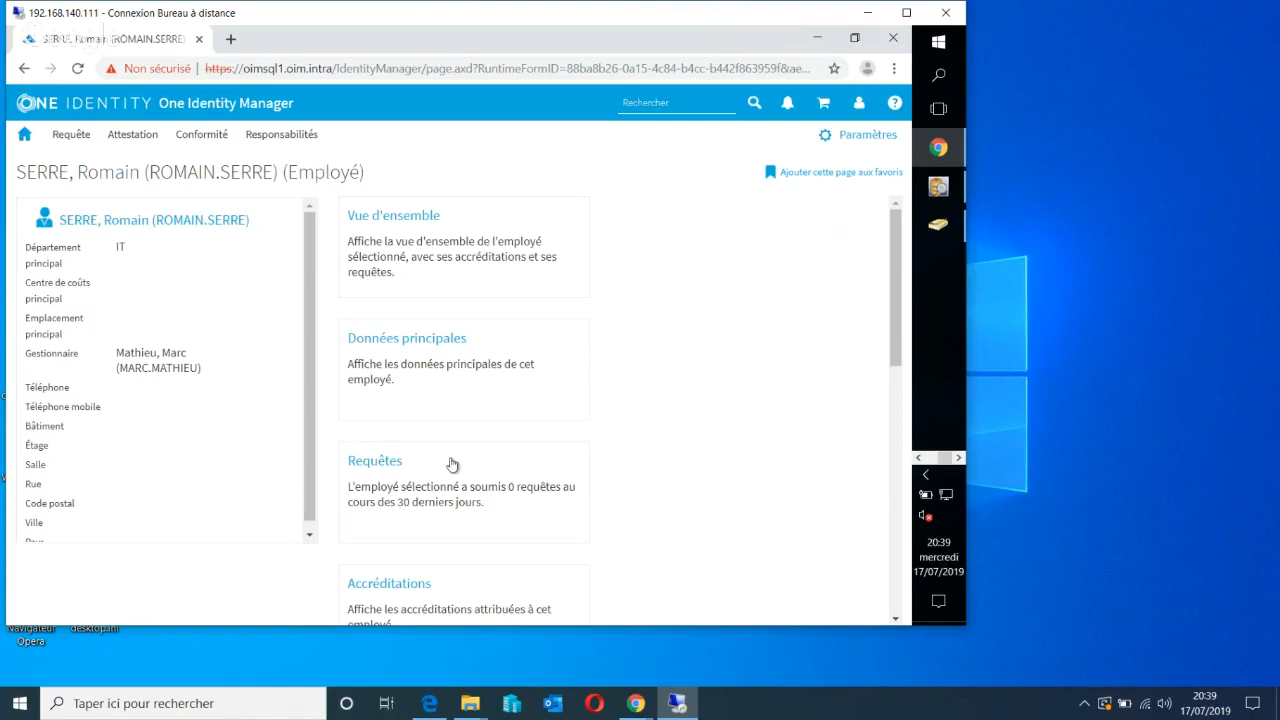 192.168.140.111 - Connexion Bureau à distance
SERRE, Romain (ROMAIN.SERRE)
Non sécurisé
https://oimsql1.oim.intra/IdentityManager/page.axd?RuntimeFormID=88ba8b26-0a15-4c84-b4cc-b442f863959f&ae...
ONE IDENTITY One Identity Manager
Rechercher
Requête
Attestation
Conformité
Responsabilités
Paramètres
SERRE, Romain (ROMAIN.SERRE) (Employé)
Ajouter cette page aux favoris
SERRE, Romain (ROMAIN.SERRE)
Département principal
IT
Centre de coûts principal
Emplacement principal
Gestionnaire
Mathieu, Marc (MARC.MATHIEU)
Téléphone
Téléphone mobile
Bâtiment
Étage
Salle
Rue
Code postal
Ville
Pays
Vue d'ensemble
Affiche la vue d'ensemble de l'employé
sélectionné, avec ses accréditations et ses
requêtes.
Données principales
Affiche les données principales de cet
employé.
Requêtes
L'employé sélectionné a soumis 0 requêtes au
cours des 30 derniers jours.
Accréditations
Affiche les accréditations attribuées à cet
employé.
20:39
mercredi
17/07/2019
Navigateur
Opera
desktop.ini
Taper ici pour rechercher
20:39
17/07/2019